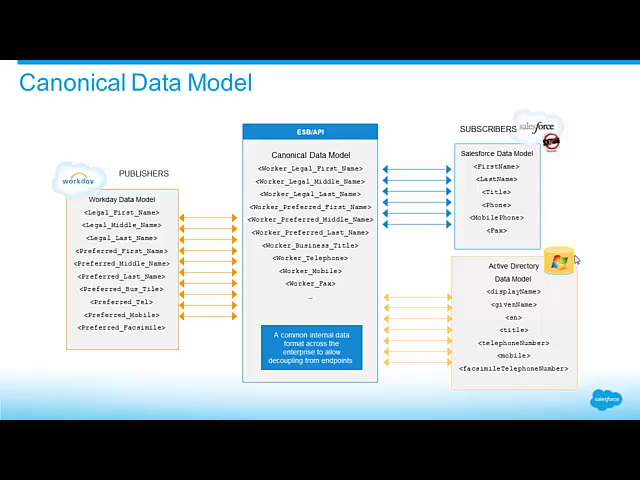 Canonical Data Model
PUBLISHERS
workday
Workday Data Model
<Legal_First_Name>
<Legal_Middle_Name>
<Legal_Last_Name>
<Preferred_First_Name>
<Preferred_Middle_Name>
<Preferred_Last_Name>
<Preferred_Bus_Tile>
<Preferred_Tel>
<Preferred_Mobile>
<Preferred_Facsimile>
ESB/API
Canonical Data Model
<Worker_Legal_First_Name>
<Worker_Legal_Middle_Name>
<Worker_Legal_Last_Name>
<Worker_Preferred_First_Name>
<Worker_Preferred_Middle_Name>
<Worker_Preferred_Last_Name>
<Worker_Business_Title>
<Worker_Telephone>
<Worker_Mobile>
<Worker_Fax>
...
A common internal data
format across the
enterprise to allow
decoupling from endpoints.
SUBSCRIBERS
salesforce
Salesforce Data Model
<FirstName>
<LastName>
<Title>
<Phone>
<MobilePhone>
<Fax>
Active Directory
Data Model
<displayName>
<givenName>
<sn>
<title>
<telephoneNumber>
<mobile>
<facsimileTelephoneNumber>
salesforce